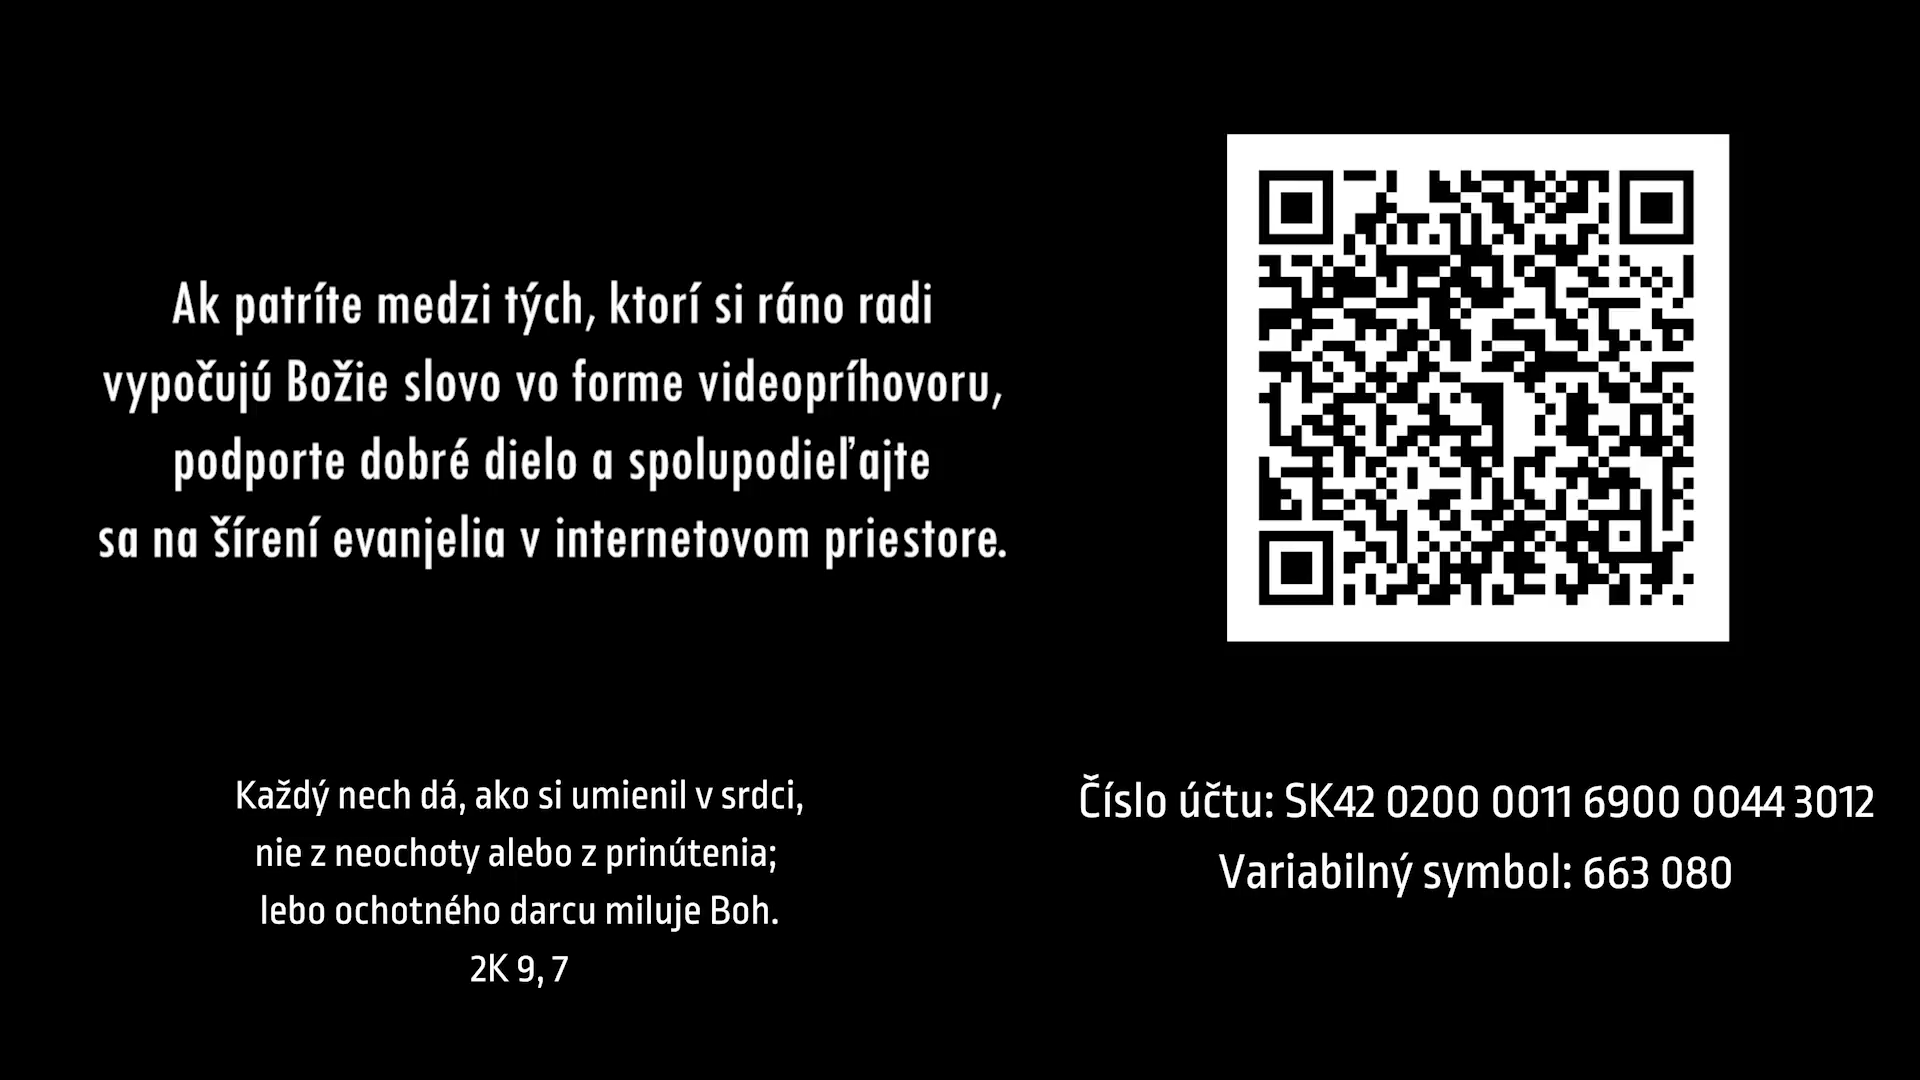 Ak patríte medzi tých, ktorí si ráno radi
vypočujú Božie slovo vo forme videopríhovoru,
podporte dobré dielo a spolupodieľajte
sa na šírení evanjelia v internetovom priestore.
Každý nech dá, ako si umienil v srdci,
nie z neochoty alebo z prinútenia;
lebo ochotného darcu miluje Boh.
2K 9, 7
Číslo účtu: SK42 0200 0011 6900 0044 3012
Variabilný symbol: 663 080